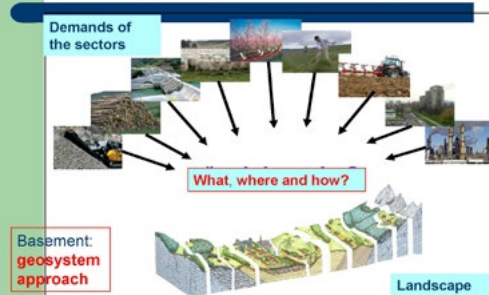 Demands of
the sectors
What, where and how?
Basement:
geosystem
approach
Landscape